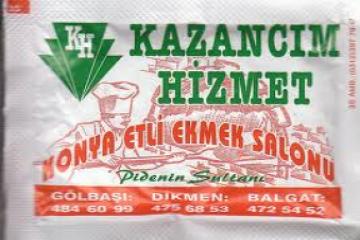 KH
KAZANCIM
HİZMET
KONYA ETLİ EKMEK SALONU
Pidenin Sultanı
GÖLBAŞI: DİKMEN: BALGAT:
484 60 99 475 68 53 472 54 52